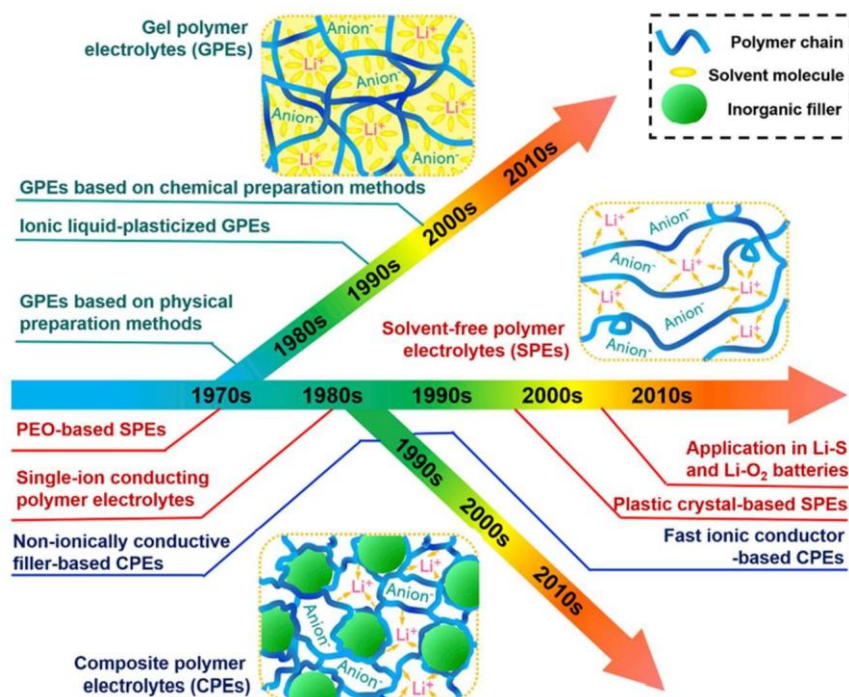 Gel polymer
electrolytes (GPEs)
Anion⁻
Li⁺
Li⁺
Anion⁻
Anion⁻
Li⁺
Li⁺
Anion⁻
Polymer chain
Solvent molecule
Inorganic filler
GPEs based on chemical preparation methods
Ionic liquid-plasticized GPEs
GPEs based on physical
preparation methods
1980s
1990s
2000s
2010s
Li⁺
Anion⁻
Li⁺
Anion⁻
Li⁺
Li⁺
Anion⁻
Li⁺
Anion⁻
Solvent-free polymer
electrolytes (SPEs)
1970s
1980s
1990s
2000s
2010s
PEO-based SPEs
Single-ion conducting
polymer electrolytes
Non-ionically conductive
filler-based CPEs
Application in Li-S
and Li-O₂ batteries
Plastic crystal-based SPEs
Fast ionic conductor
-based CPEs
1990s
2000s
2010s
Li⁺
Li⁺
Anion⁻
Anion⁻
Li⁺
Anion⁻
Li⁺
Composite polymer
electrolytes (CPEs)